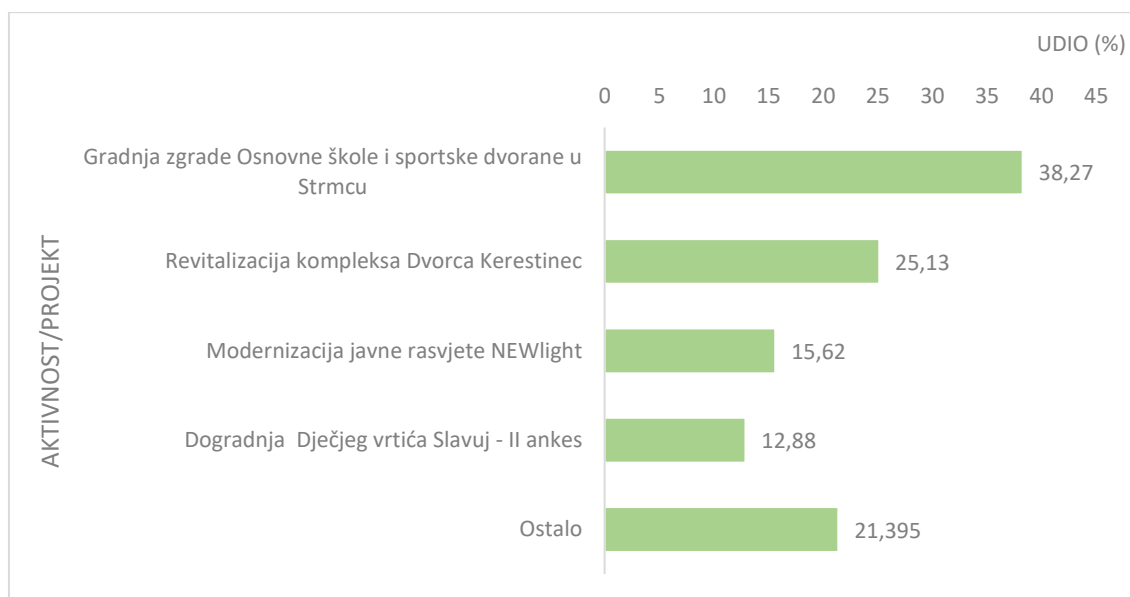 UDIO (%)
0 5 10 15 20 25 30 35 40 45
AKTIVNOST/PROJEKT
Gradnja zgrade Osnovne škole i sportske dvorane u
Strmcu
38,27
Revitalizacija kompleksa Dvorca Kerestinec
25,13
Modernizacija javne rasvjete NEWlight
15,62
Dogradnja  Dječjeg vrtića Slavuj - II ankes
12,88
Ostalo
21,395